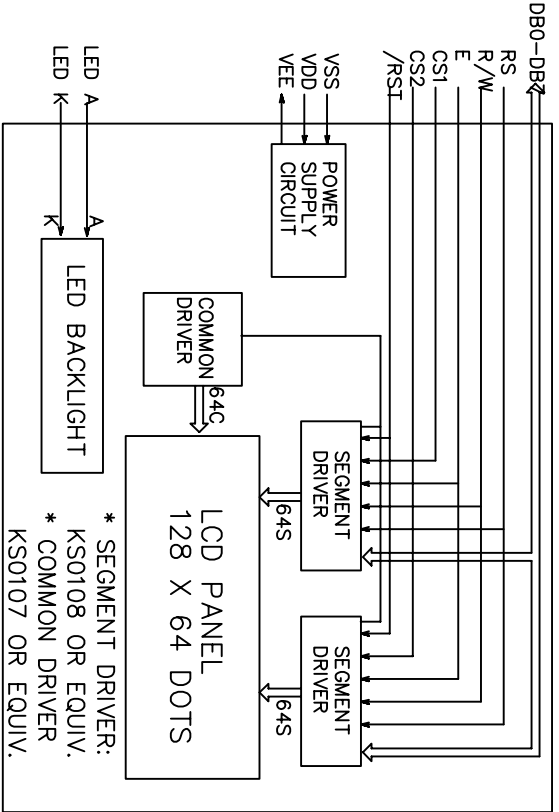 DB0-DB7
RS
R/W
E
CS1
CS2
/RST
VSS
VDD
VEE
LED A
LED K
POWER
SUPPLY
CIRCUIT
A
K
LED BACKLIGHT
COMMON
DRIVER
64C
SEGMENT
DRIVER
64S
SEGMENT
DRIVER
64S
LCD PANEL
128 X 64 DOTS
* SEGMENT DRIVER:
KS0108 OR EQUIV.
* COMMON DRIVER
KS0107 OR EQUIV.